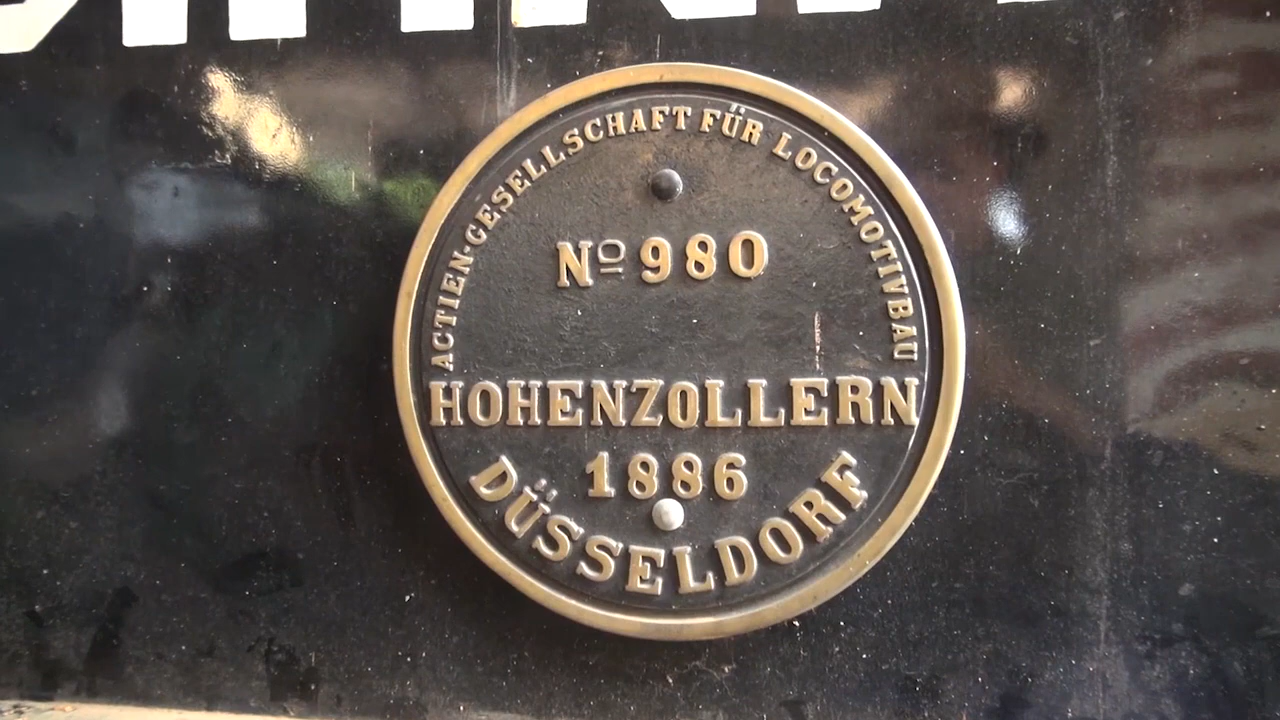 ACTIEN-GESELLSCHAFT FÜR LOCOMOTIVBAU
No 980
HOHENZOLLERN
1886
DÜSSELDORF